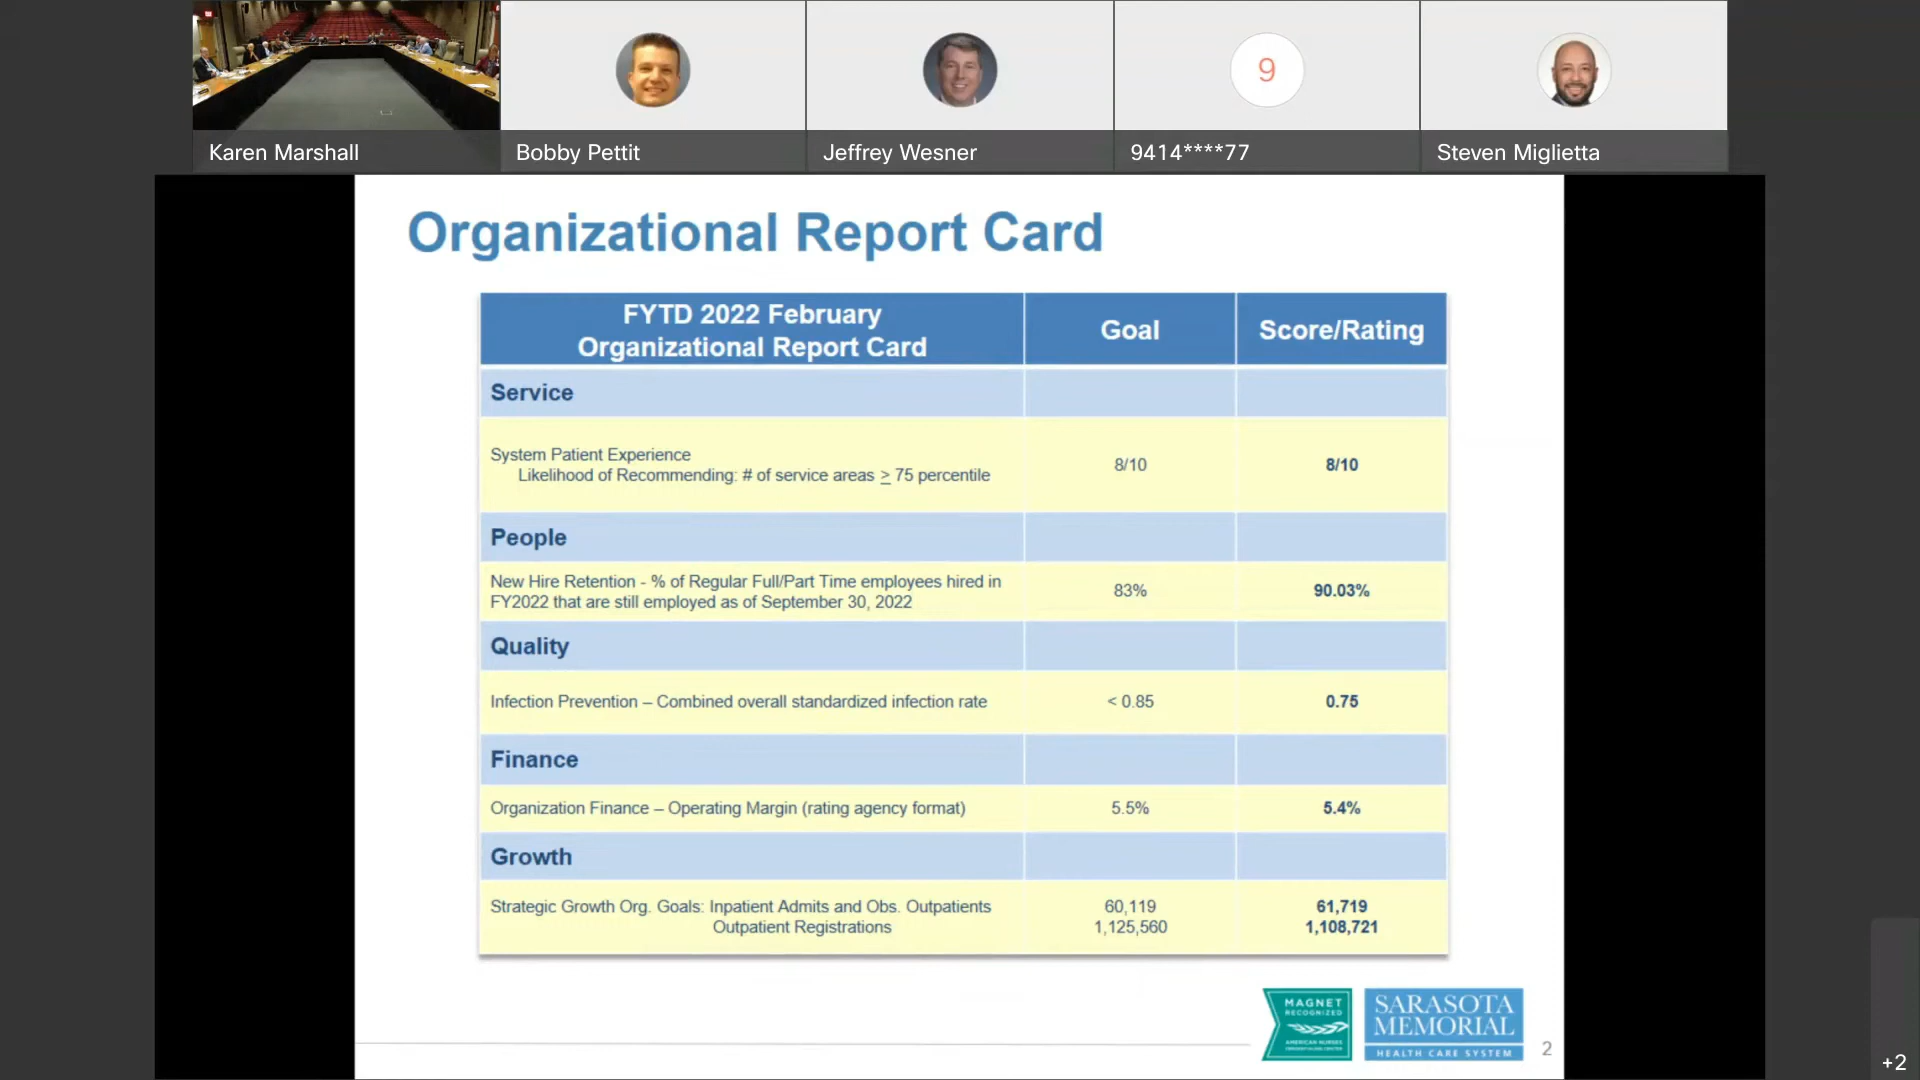 Karen Marshall
Bobby Pettit
Jeffrey Wesner
9
9414****77
Steven Miglietta
Organizational Report Card
FYTD 2022 February
Organizational Report Card
Goal
Score/Rating
Service
System Patient Experience
Likelihood of Recommending: # of service areas ≥ 75 percentile
8/10
8/10
People
New Hire Retention - % of Regular Full/Part Time employees hired in
FY2022 that are still employed as of September 30, 2022
83%
90.03%
Quality
Infection Prevention – Combined overall standardized infection rate
< 0.85
0.75
Finance
Organization Finance – Operating Margin (rating agency format)
5.5%
5.4%
Growth
Strategic Growth Org. Goals: Inpatient Admits and Obs. Outpatients
Outpatient Registrations
60,119
1,125,560
61,719
1,108,721
MAGNET
RECOGNIZED
AMERICAN NURSES
SARASOTA
MEMORIAL
HEALTH CARE SYSTEM
2
+2